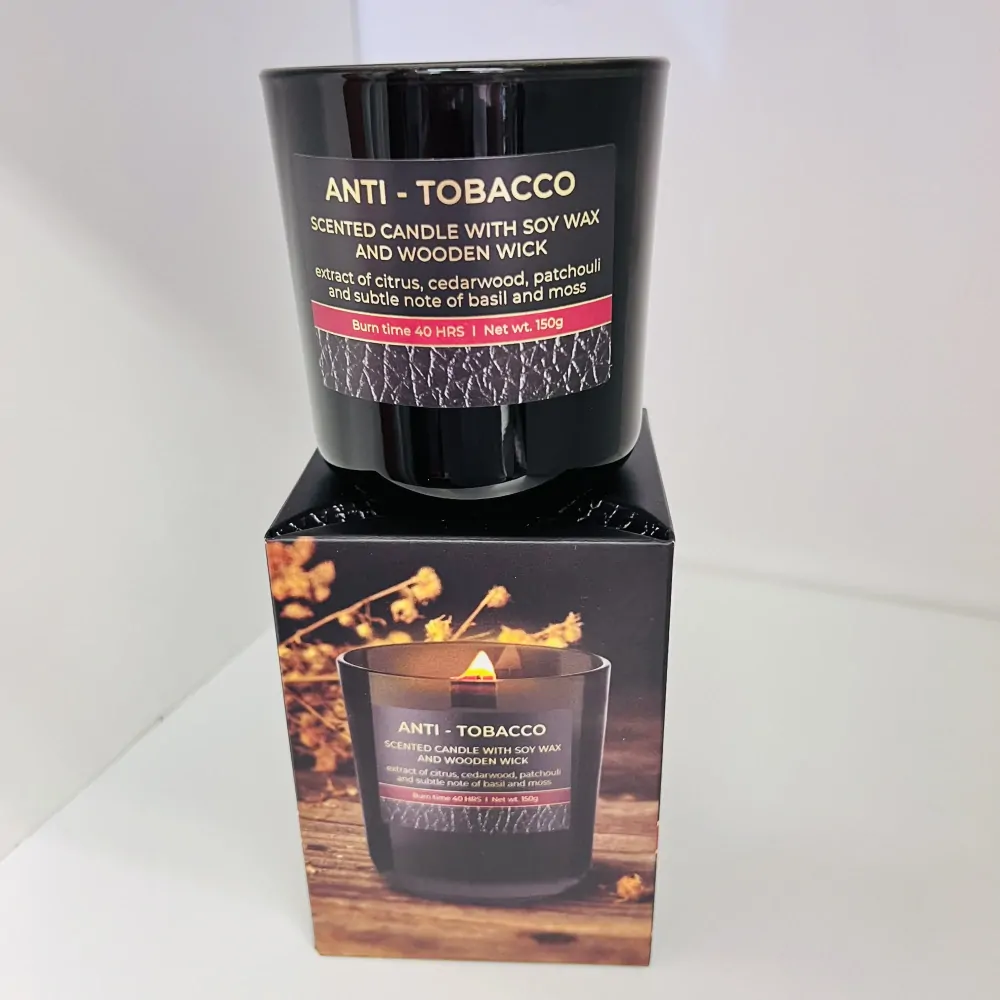 ANTI - TOBACCO
SCENTED CANDLE WITH SOY WAX
AND WOODEN WICK
extract of citrus, cedarwood, patchouli
and subtle note of basil and moss
Burn time 40 HRS | Net wt. 150g
ANTI - TOBACCO
SCENTED CANDLE WITH SOY WAX
AND WOODEN WICK
extract of citrus, cedarwood, patchouli
and subtle note of basil and moss
Burn time 40 HRS | Net wt. 150g